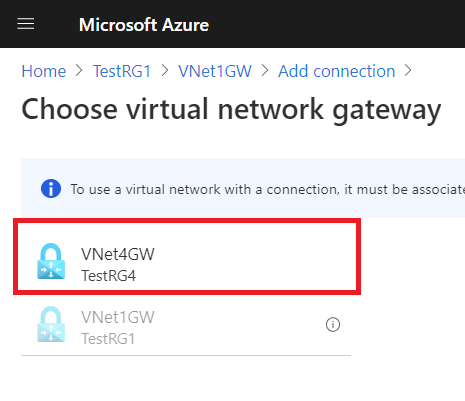 Microsoft Azure
Home > TestRG1 > VNet1GW > Add connection >
Choose virtual network gateway
To use a virtual network with a connection, it must be associate
VNet4GW
TestRG4
VNet1GW
TestRG1